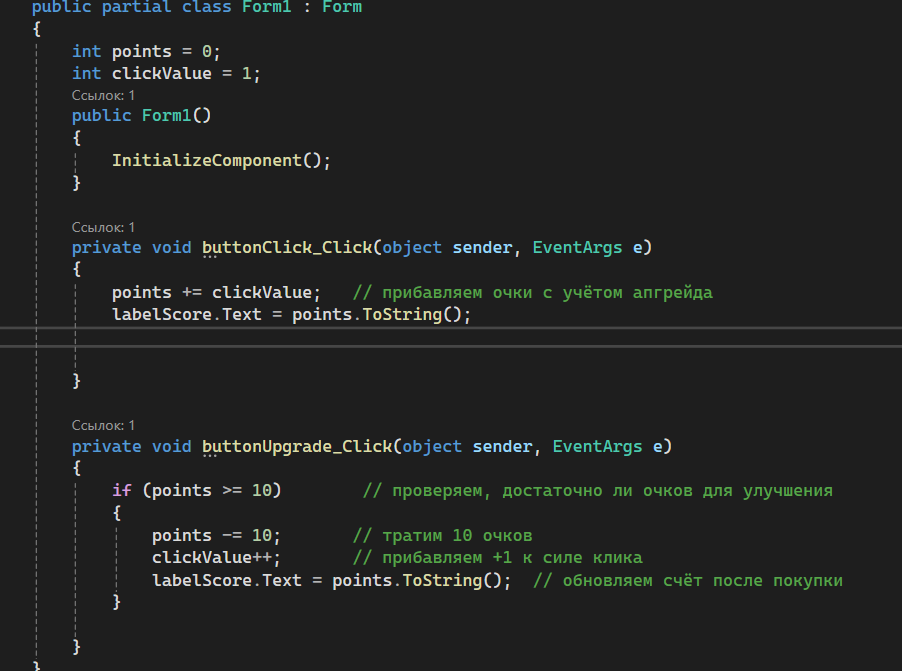 public partial class Form1 : Form
{
int points = 0;
int clickValue = 1;
Ссылок: 1
public Form1()
{
InitializeComponent();
}
Ссылок: 1
private void buttonClick_Click(object sender, EventArgs e)
{
points += clickValue;   // прибавляем очки с учётом апгрейда
labelScore.Text = points.ToString();
}
Ссылок: 1
private void buttonUpgrade_Click(object sender, EventArgs e)
{
if (points >= 10)        // проверяем, достаточно ли очков для улучшения
{
points -= 10;       // тратим 10 очков
clickValue++;       // прибавляем +1 к силе клика
labelScore.Text = points.ToString();  // обновляем счёт после покупки
}
}
}